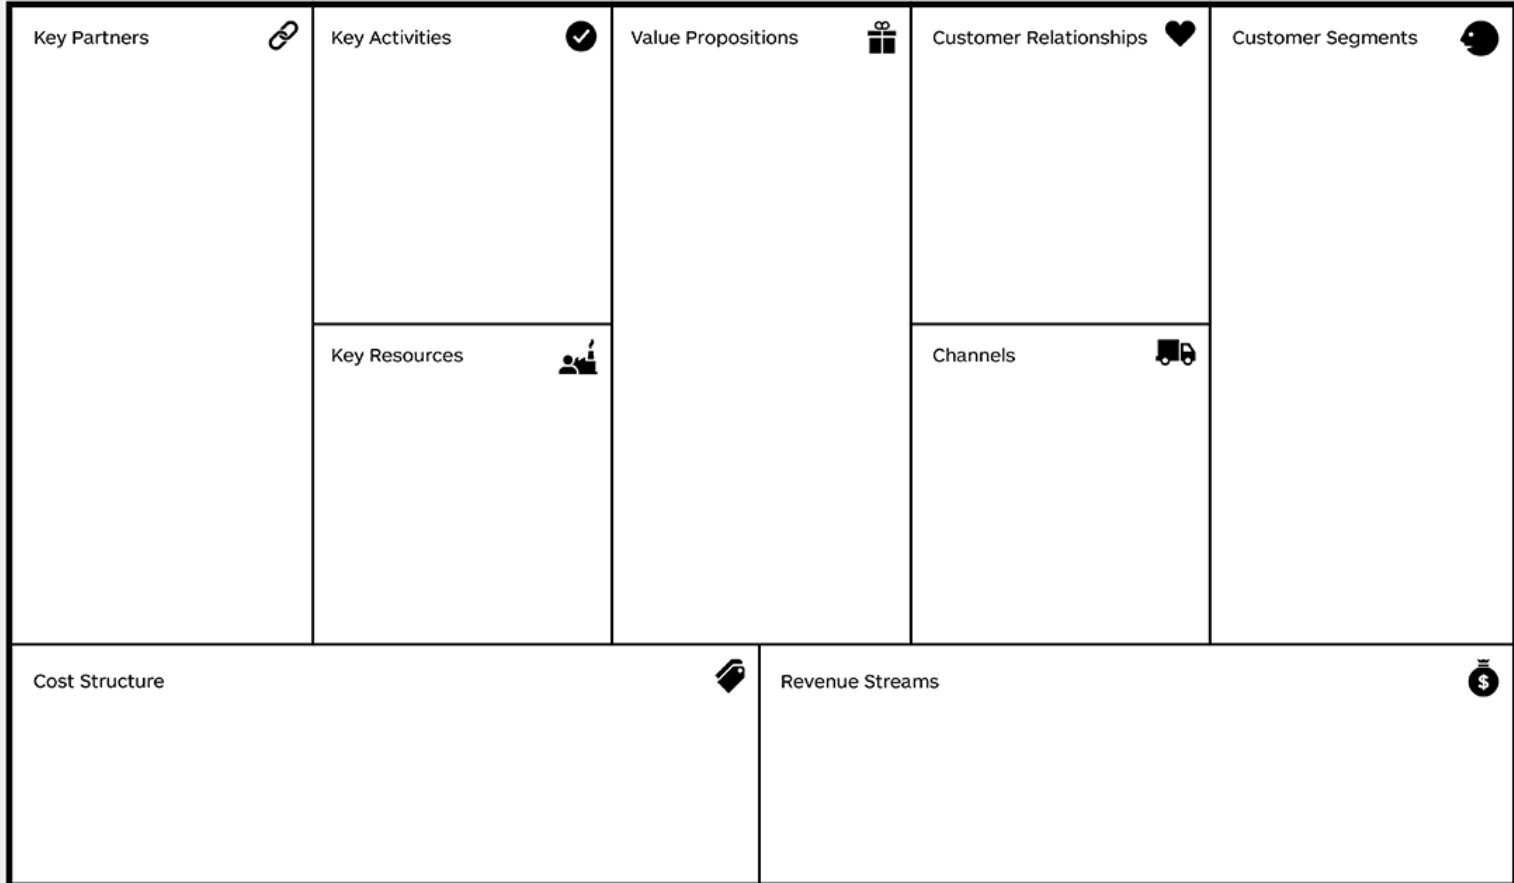 Key Partners
Key Activities
Value Propositions
Customer Relationships
Customer Segments
Key Resources
Channels
Cost Structure
Revenue Streams
$